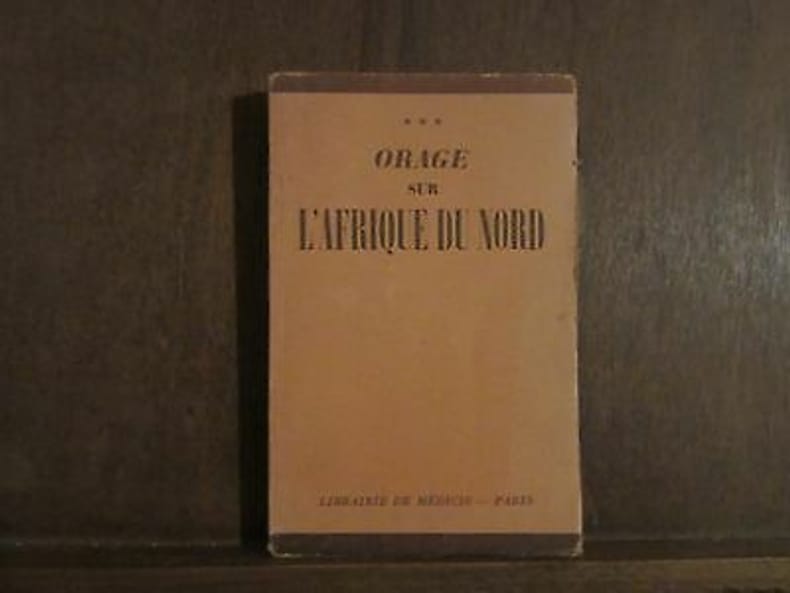 * * *
ORAGE
SUR
L'AFRIQUE DU NORD
LIBRAIRIE DE MÉDICIS — PARIS